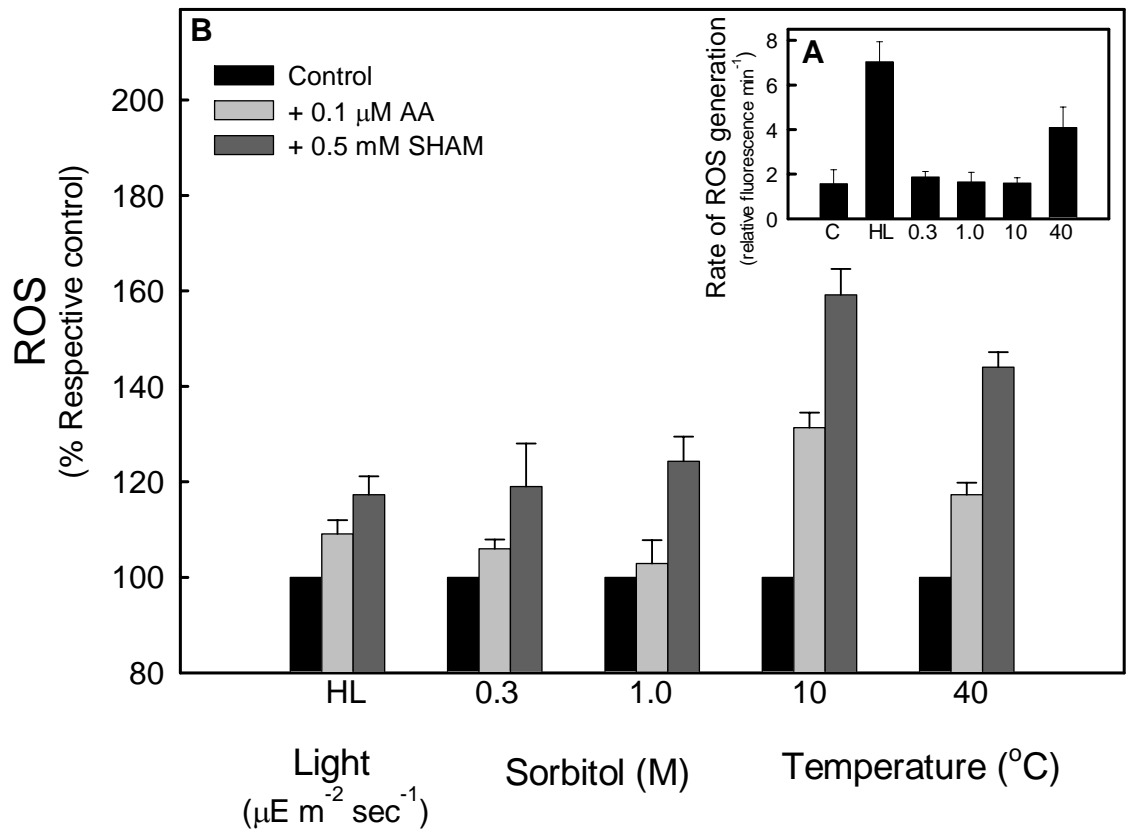 B
Control
+ 0.1 μM AA
+ 0.5 mM SHAM
ROS
(% Respective control)
200
180
160
140
120
100
80
HL
0.3
1.0
10
40
Light
(μE m⁻² sec⁻¹)
Sorbitol (M)
Temperature (°C)
A
Rate of ROS generation
(relative fluorescence min⁻¹)
8
6
4
2
0
C
HL
0.3
1.0
10
40